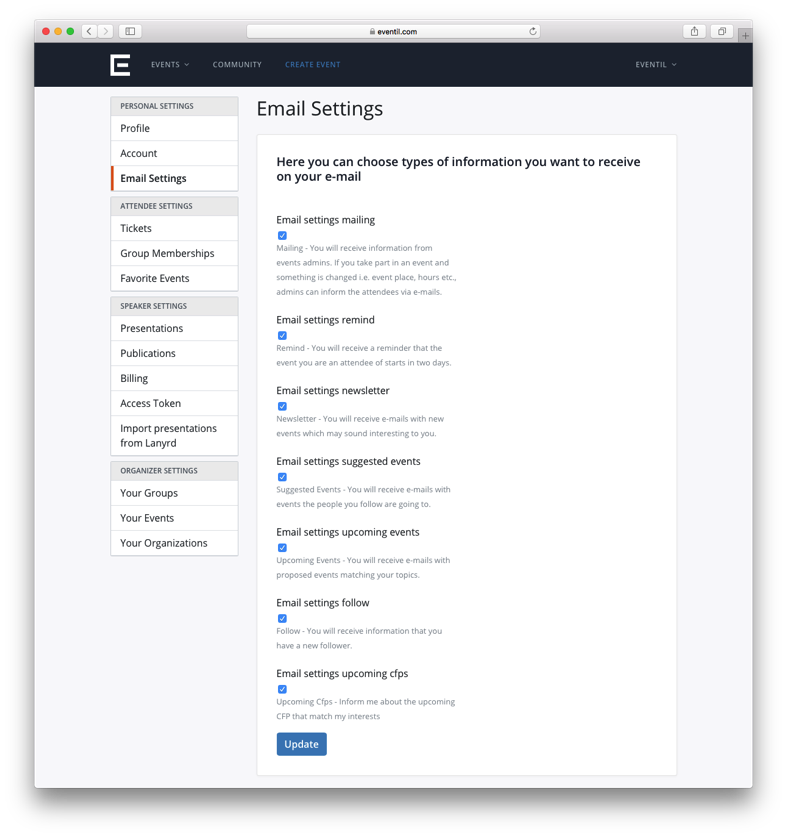 eventil.com
EVENTS
COMMUNITY
CREATE EVENT
EVENTIL
PERSONAL SETTINGS
Profile
Account
Email Settings
ATTENDEE SETTINGS
Tickets
Group Memberships
Favorite Events
SPEAKER SETTINGS
Presentations
Publications
Billing
Access Token
Import presentations
from Lanyrd
ORGANIZER SETTINGS
Your Groups
Your Events
Your Organizations
Email Settings
Here you can choose types of information you want to receive
on your e-mail
Email settings mailing
Mailing - You will receive information from
events admins. If you take part in an event and
something is changed i.e. event place, hours etc.,
admins can inform the attendees via e-mails.
Email settings remind
Remind - You will receive a reminder that the
event you are an attendee of starts in two days.
Email settings newsletter
Newsletter - You will receive e-mails with new
events which may sound interesting to you.
Email settings suggested events
Suggested Events - You will receive e-mails with
events the people you follow are going to.
Email settings upcoming events
Upcoming Events - You will receive e-mails with
proposed events matching your topics.
Email settings follow
Follow - You will receive information that you
have a new follower.
Email settings upcoming cfps
Upcoming Cfps - Inform me about the upcoming
CFP that match my interests
Update